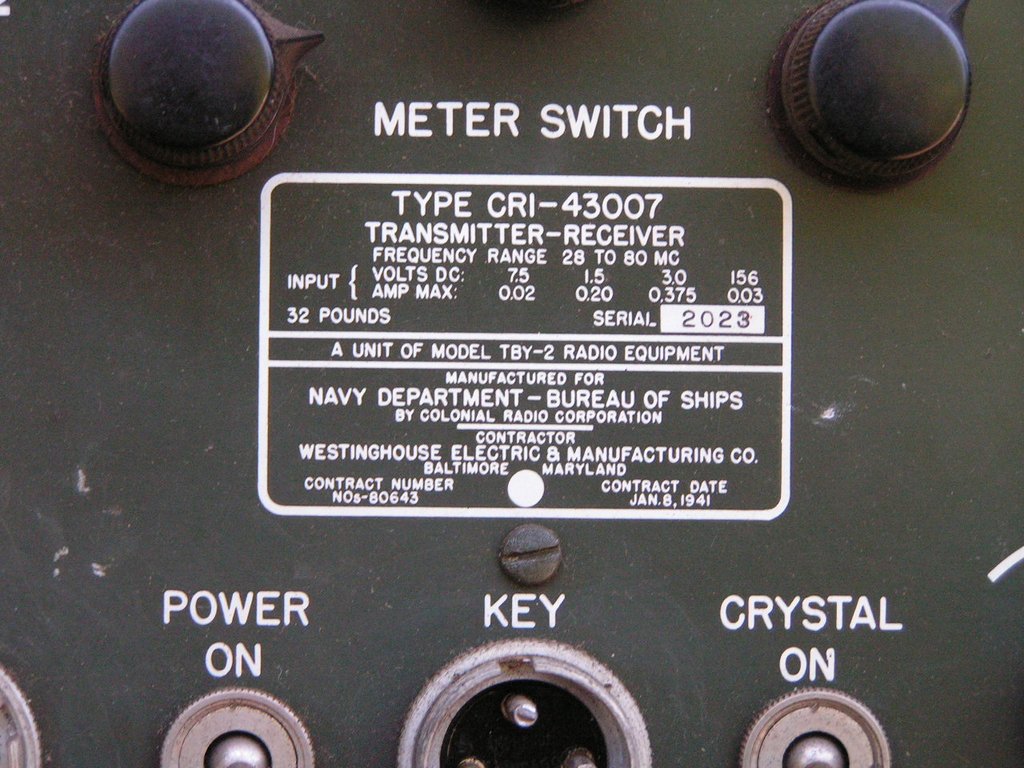 METER SWITCH
TYPE CRI-43007
TRANSMITTER-RECEIVER
FREQUENCY RANGE 28 TO 80 MC
INPUT { VOLTS D.C: 7.5 1.5 3.0 156
AMP MAX: 0.02 0.20 0.375 0.03
32 POUNDS SERIAL 2023
A UNIT OF MODEL TBY-2 RADIO EQUIPMENT
MANUFACTURED FOR
NAVY DEPARTMENT-BUREAU OF SHIPS
BY COLONIAL RADIO CORPORATION
CONTRACTOR
WESTINGHOUSE ELECTRIC & MANUFACTURING CO.
BALTIMORE MARYLAND
CONTRACT NUMBER CONTRACT DATE
NOs-80643 JAN.8,1941
POWER KEY CRYSTAL
ON ON